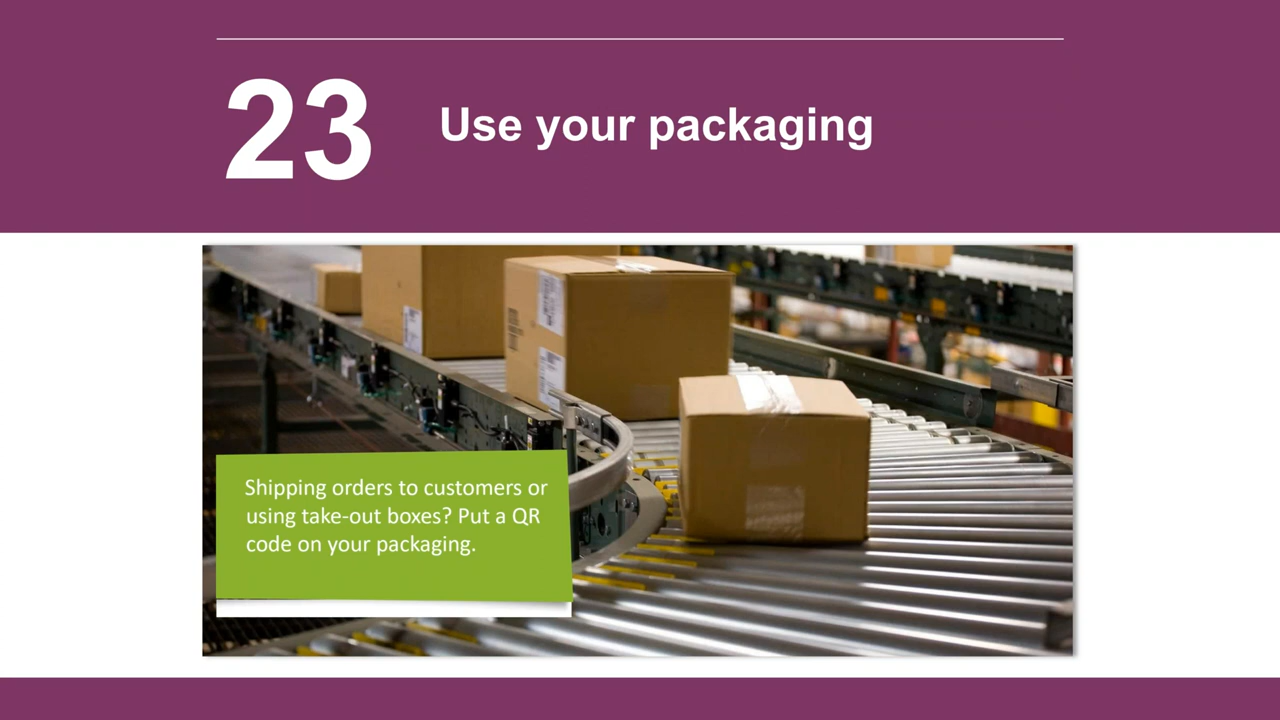 23
Use your packaging
Shipping orders to customers or
using take-out boxes? Put a QR
code on your packaging.